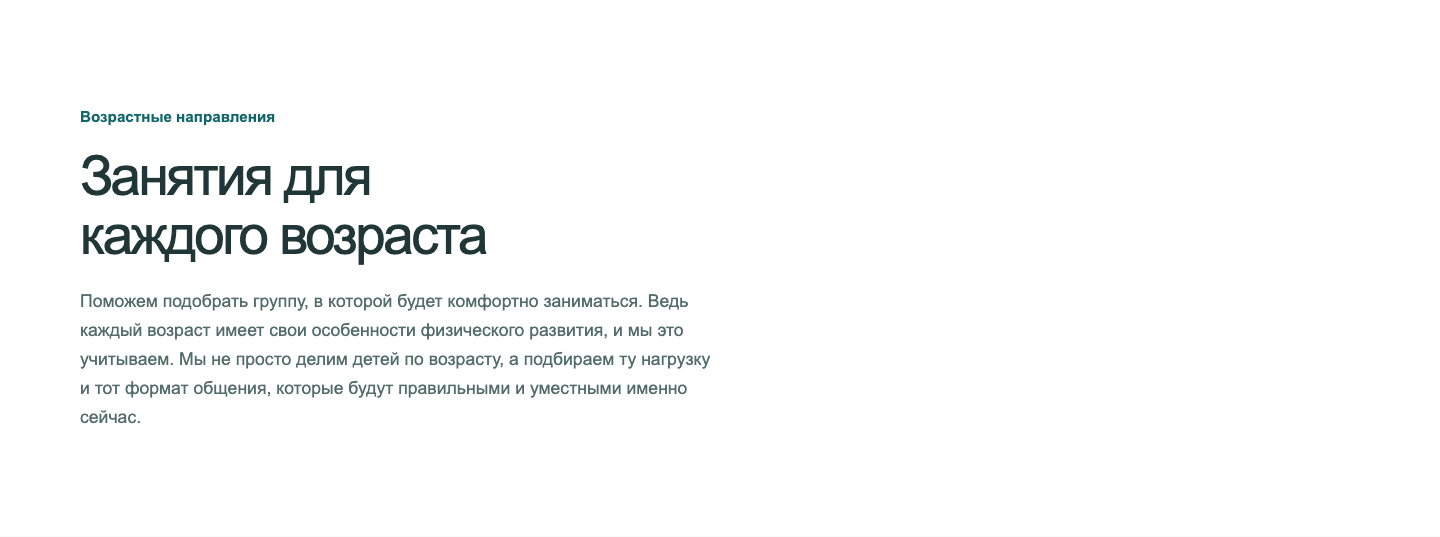 Возрастные направления
Занятия для
каждого возраста
Поможем подобрать группу, в которой будет комфортно заниматься. Ведь
каждый возраст имеет свои особенности физического развития, и мы это
учитываем. Мы не просто делим детей по возрасту, а подбираем ту нагрузку
и тот формат общения, которые будут правильными и уместными именно
сейчас.